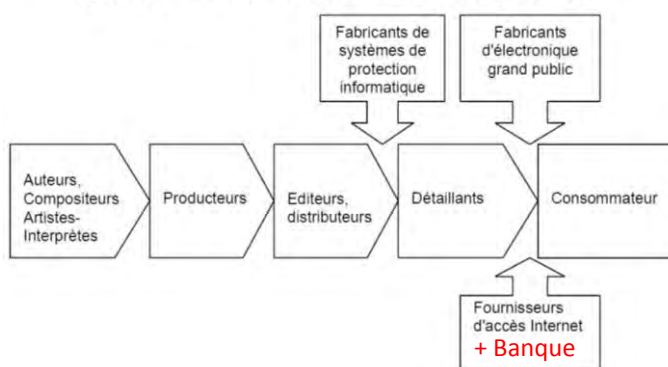 Fabricants de
systèmes de
protection
informatique
Fabricants
d'électronique
grand public
Auteurs,
Compositeurs
Artistes-
Interprètes
Producteurs
Editeurs,
distributeurs
Détaillants
Consommateur
Fournisseurs
d'accès Internet
+ Banque